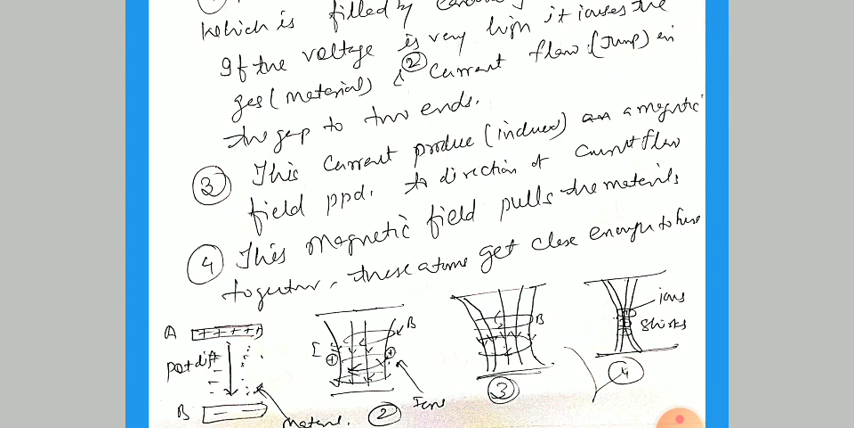 which is filled by
If the voltage is very high it causes the
gas (material) & ② Current flow (Jump) in
the gap to two ends.
③ This Current produce (induces) a magnetic
field ppd. to direction of current flow
④ This Magnetic field pulls the materials
together, these atoms get close enough to fuse
A ++++
pot diff
B
Material.
I
B
②
Ions
B
③
ions
④